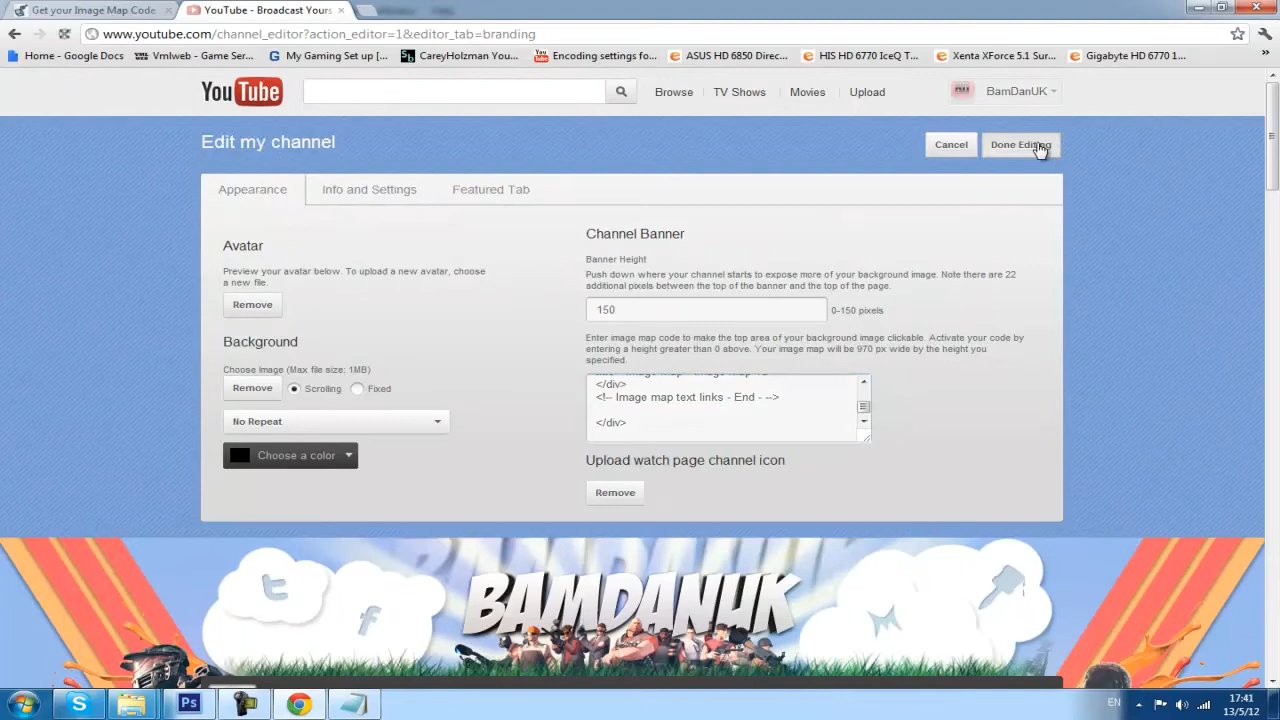 Get your Image Map Code
YouTube - Broadcast Yours
www.youtube.com/channel_editor?action_editor=1&editor_tab=branding
Home - Google Docs
Vmlweb - Game Serv...
My Gaming Set up [...
CareyHolzman You...
Encoding settings fo...
ASUS HD 6850 Direc...
HIS HD 6770 IceQ T...
Xenta XForce 5.1 Sur...
Gigabyte HD 6770 1...
YouTube
Browse
TV Shows
Movies
Upload
BamDanUK
Edit my channel
Cancel
Done Editing
Appearance
Info and Settings
Featured Tab
Avatar
Preview your avatar below. To upload a new avatar, choose
a new file.
Remove
Background
Choose Image (Max file size: 1MB)
Remove
Scrolling
Fixed
No Repeat
Choose a color
Channel Banner
Banner Height
Push down where your channel starts to expose more of your background image. Note there are 22
additional pixels between the top of the banner and the top of the page.
150
0-150 pixels
Enter image map code to make the top area of your background image clickable. Activate your code by
entering a height greater than 0 above. Your image map will be 970 px wide by the height you
specified.
</div>
<!-- Image map text links - End - -->
</div>
Upload watch page channel icon
Remove
BAMDANUK
Ps
EN
17:41
13/5/12